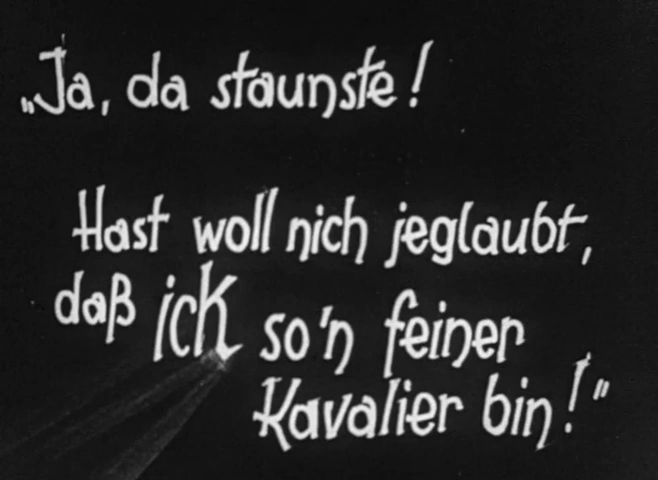 „Ja, da staunste!
Hast woll nich jeglaubt,
daß ick so'n feiner
Kavalier bin!"